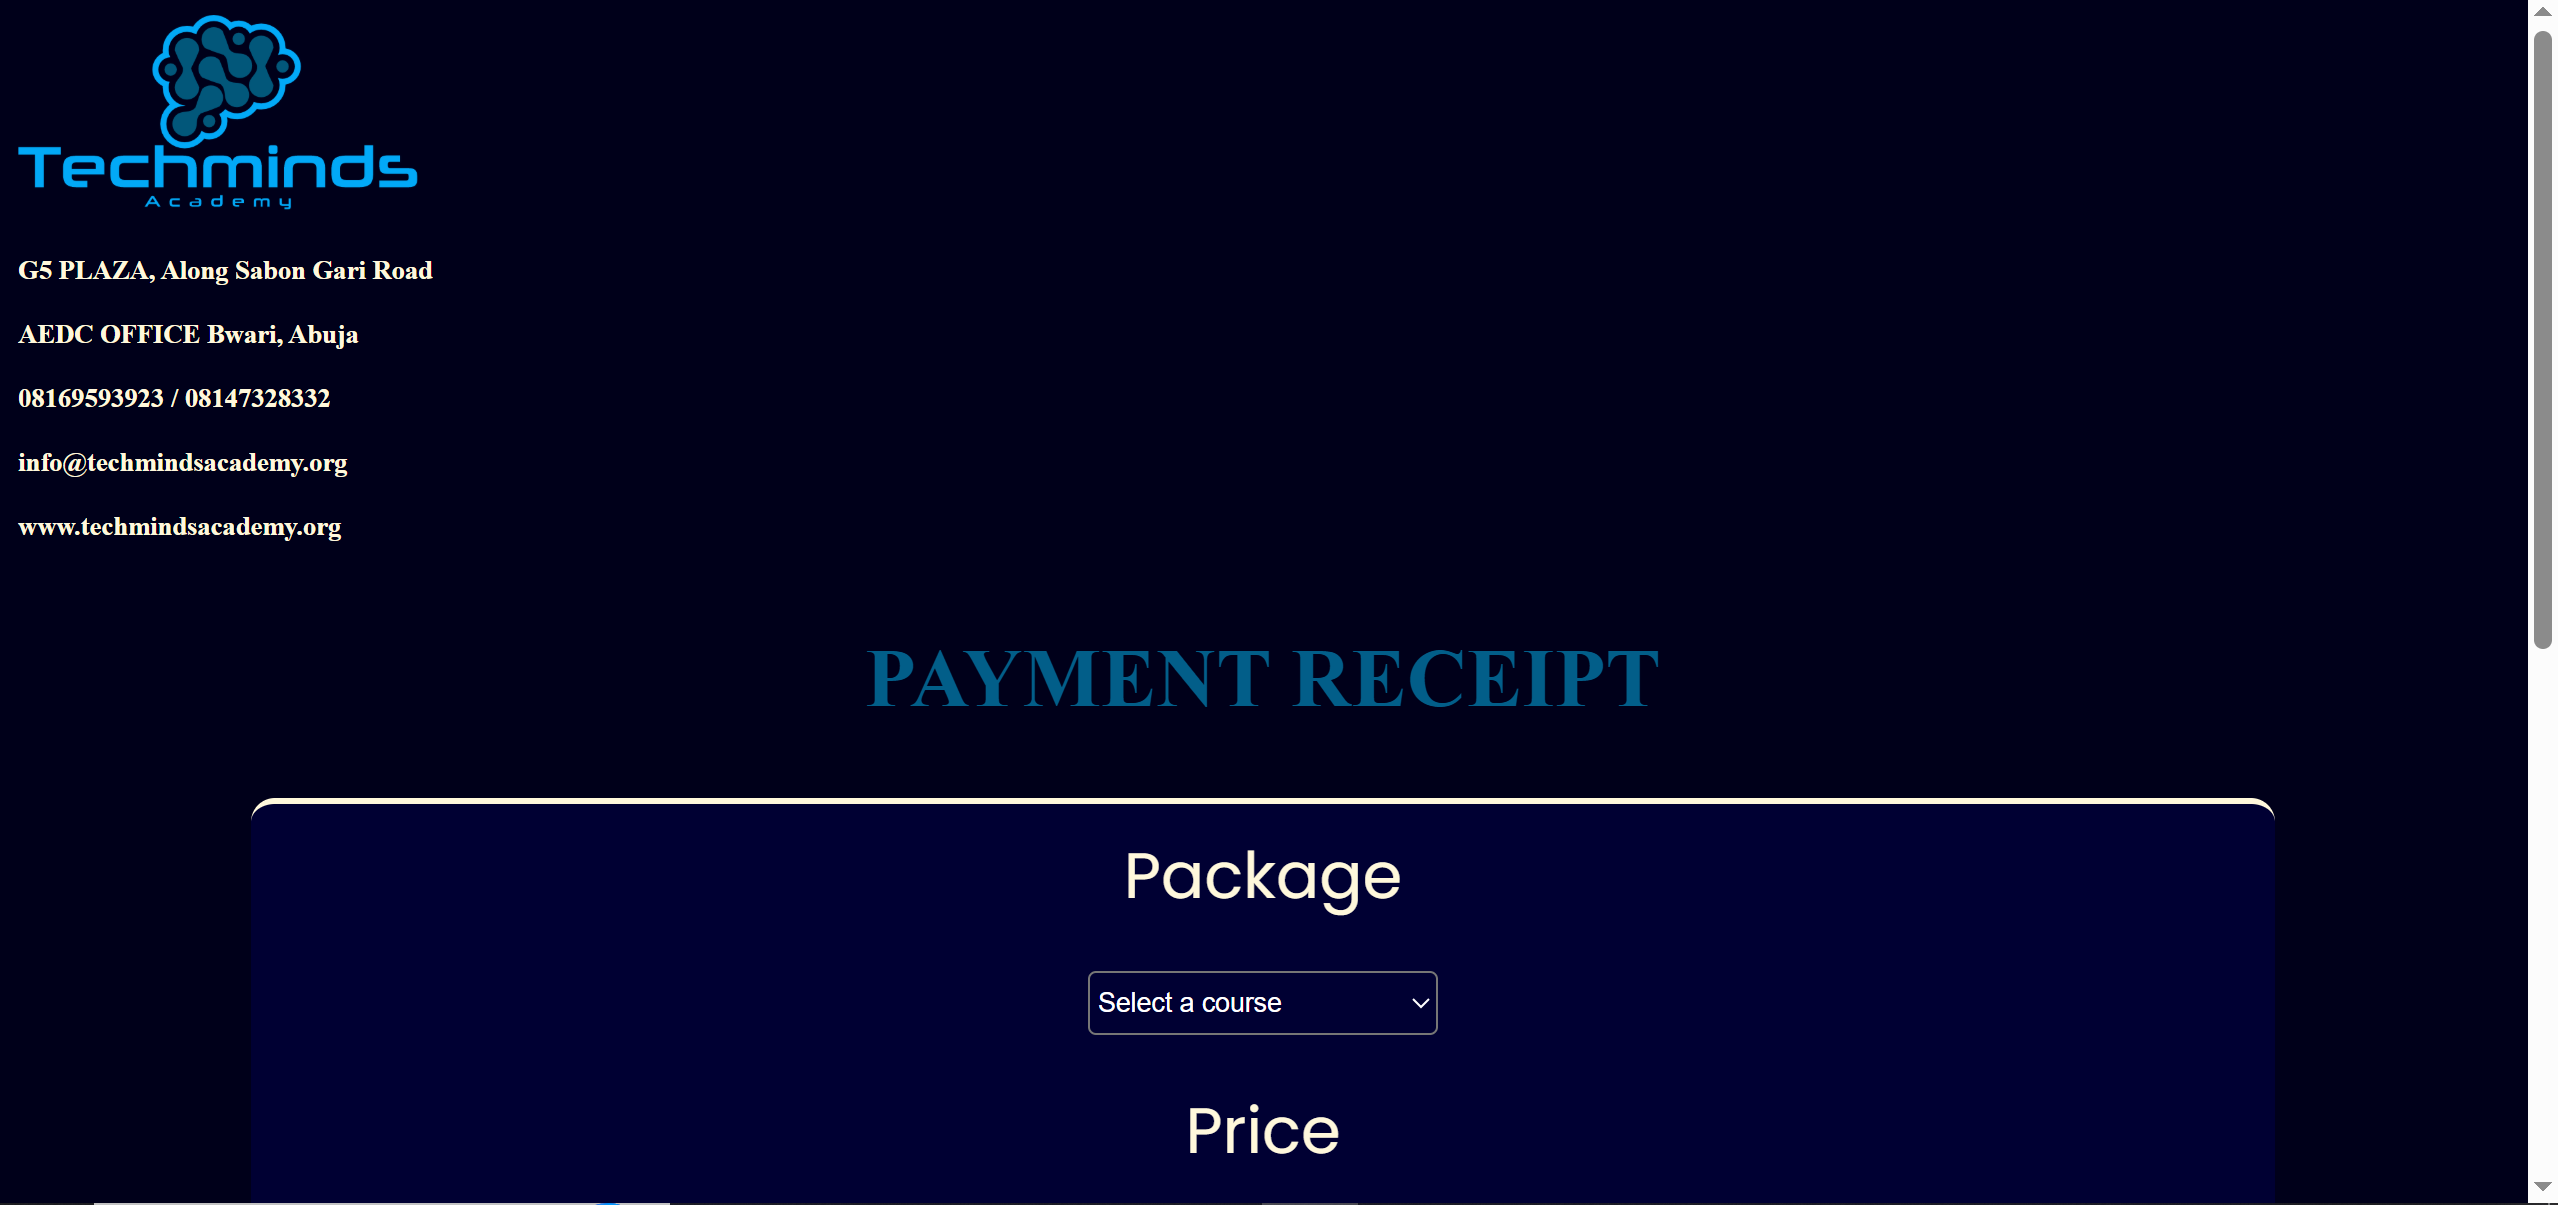 Techminds
Academy
G5 PLAZA, Along Sabon Gari Road
AEDC OFFICE Bwari, Abuja
08169593923 / 08147328332
info@techmindsacademy.org
www.techmindsacademy.org
PAYMENT RECEIPT
Package
Select a course
Price